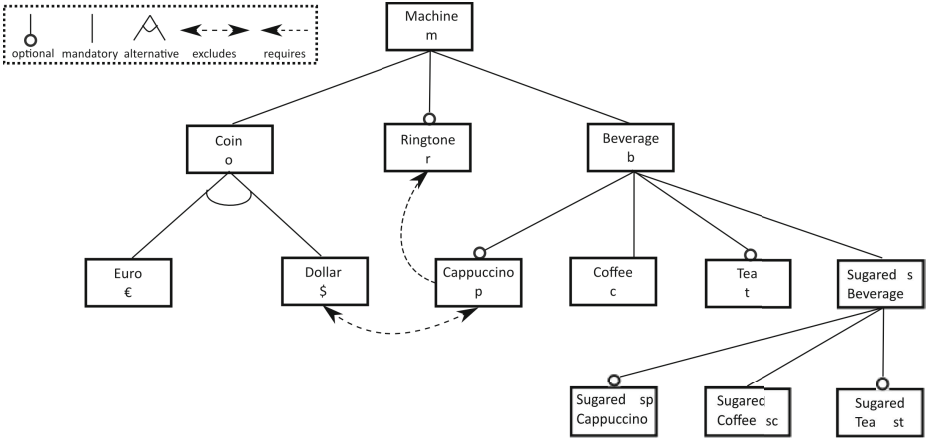 optional mandatory alternative excludes requires
Machine
m
Coin
o
Ringtone
r
Beverage
b
Euro
€
Dollar
$
Cappuccino
p
Coffee
c
Tea
t
Sugared s
Beverage
Sugared sp
Cappuccino
Sugared
Coffee sc
Sugared
Tea st